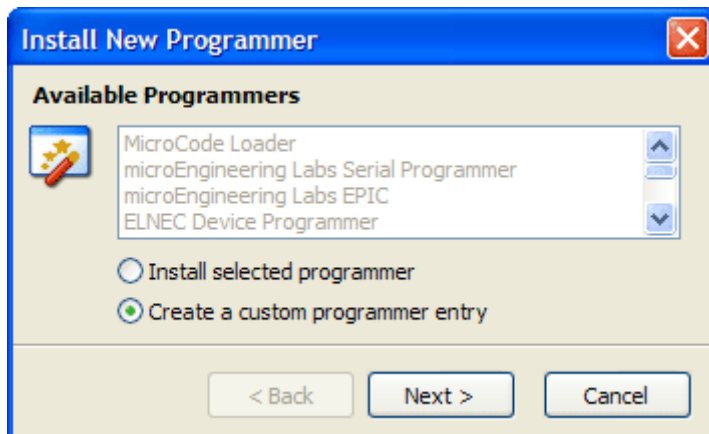 Install New Programmer
Available Programmers
MicroCode Loader
microEngineering Labs Serial Programmer
microEngineering Labs EPIC
ELNEC Device Programmer
Install selected programmer
Create a custom programmer entry
< Back Next > Cancel